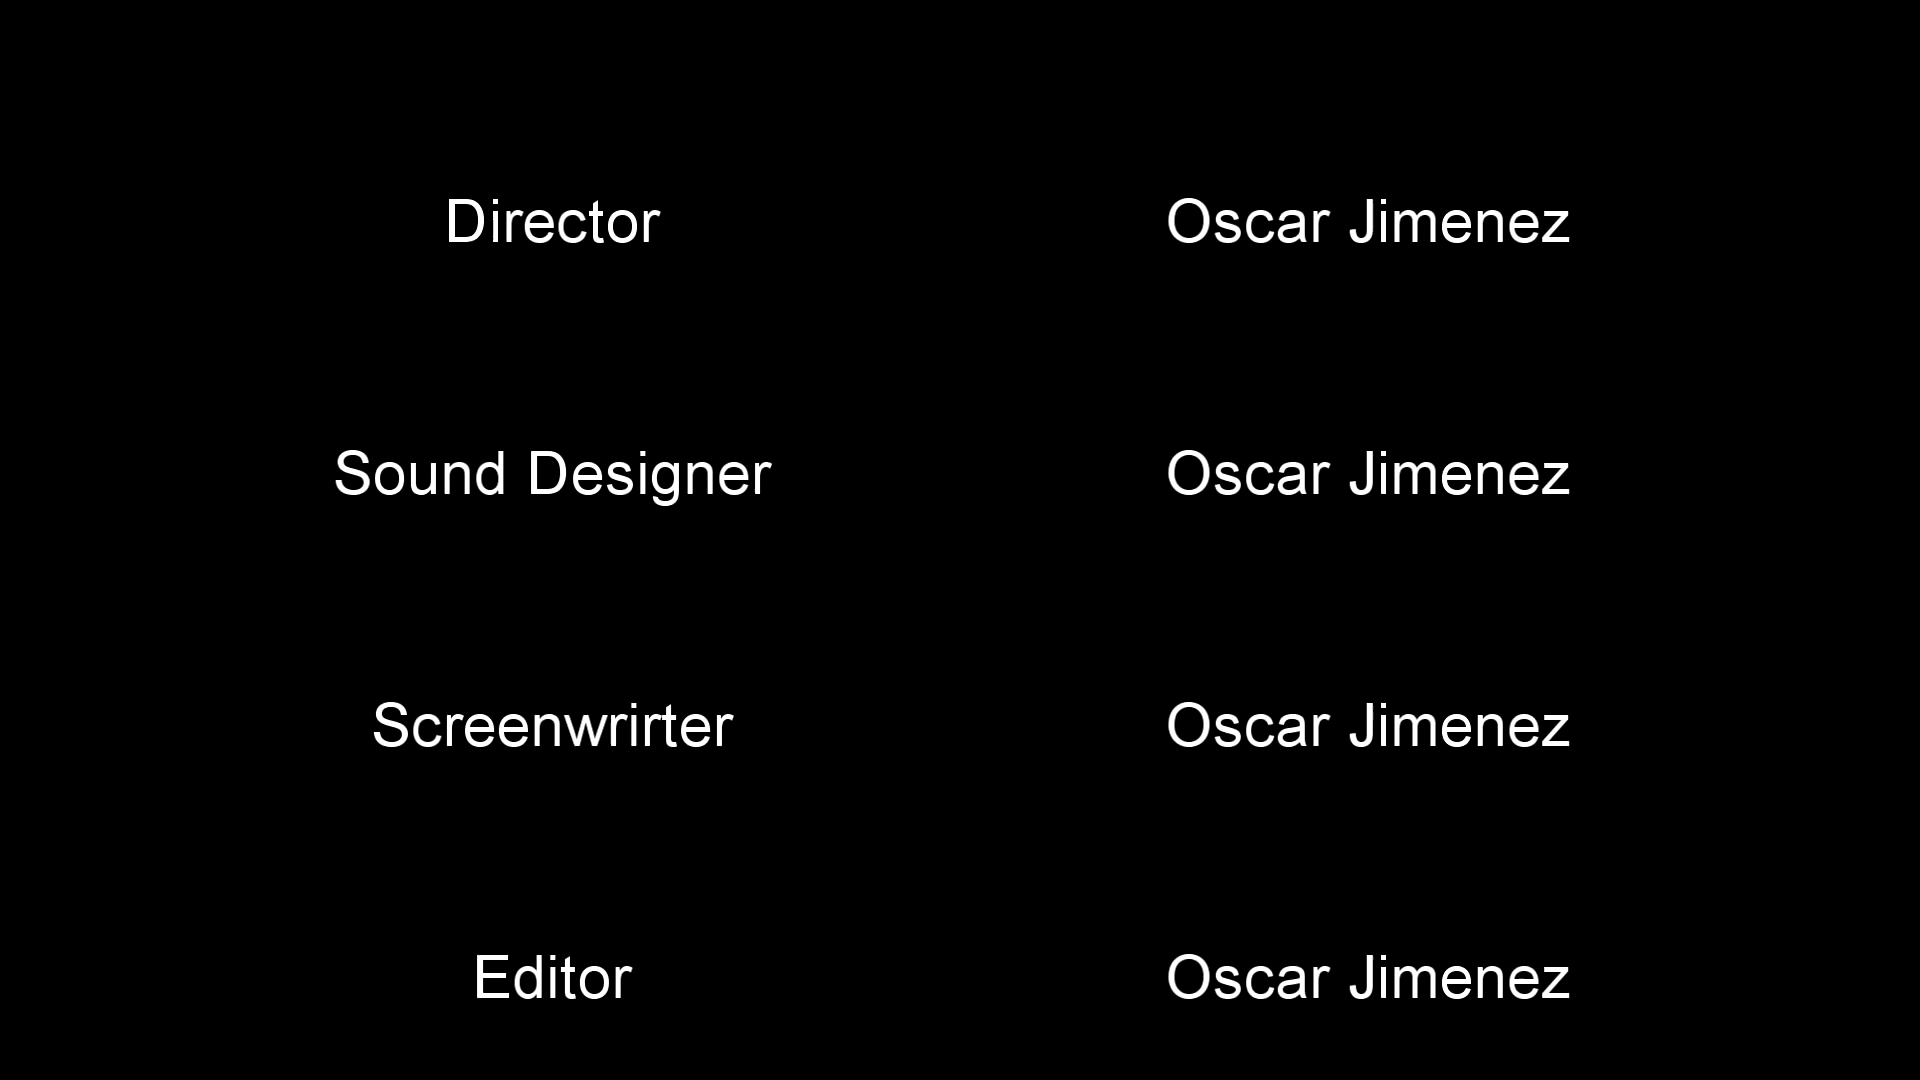 Director Oscar Jimenez
Sound Designer Oscar Jimenez
Screenwrirter Oscar Jimenez
Editor Oscar Jimenez